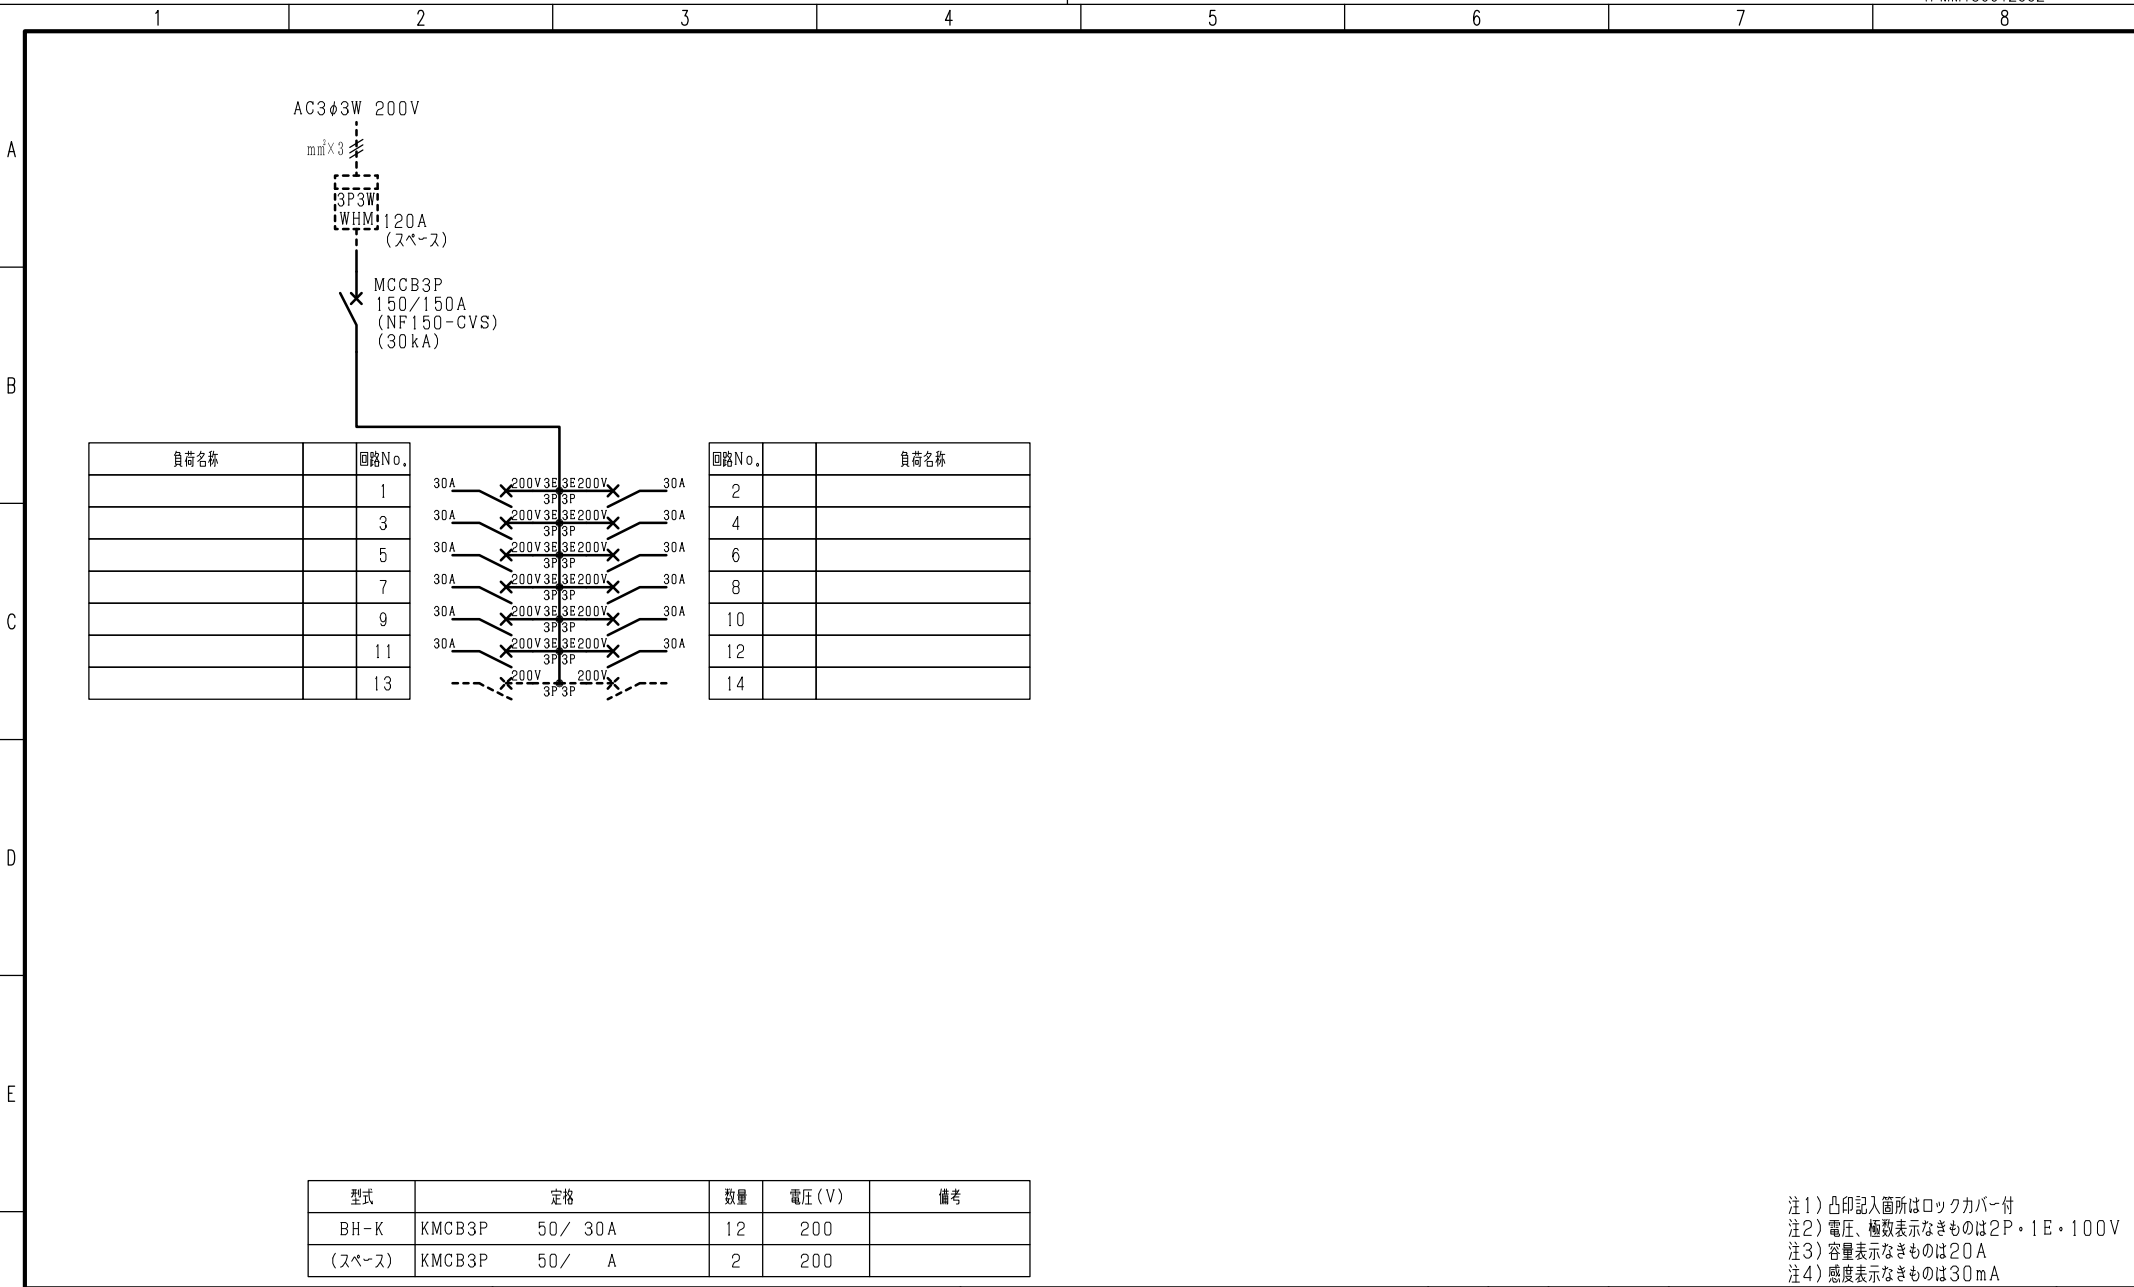 1 2 3 4 5 6 7 8
AC3φ3W 200V
A
mm²×3
3P3W
WHM
120A
(スペース)
MCCB3P
150/150A
(NF150-CVS)
(30kA)
B
負荷名称 回路No. 回路No. 負荷名称
1 30A 200V 3E 3E 200V 30A 2
3P 3P
3 30A 200V 3E 3E 200V 30A 4
3P 3P
5 30A 200V 3E 3E 200V 30A 6
3P 3P
7 30A 200V 3E 3E 200V 30A 8
3P 3P
C
9 30A 200V 3E 3E 200V 30A 10
3P 3P
11 30A 200V 3E 3E 200V 30A 12
3P 3P
13 200V 200V 14
3P 3P
D
E
型式 定格 数量 電圧(V) 備考
BH-K KMCB3P 50/ 30A 12 200
(スペース) KMCB3P 50/ A 2 200
注1)凸印記入箇所はロックカバー付
注2)電圧、極数表示なきものは2P・1E・100V
注3)容量表示なきものは20A
注4)感度表示なきものは30mA